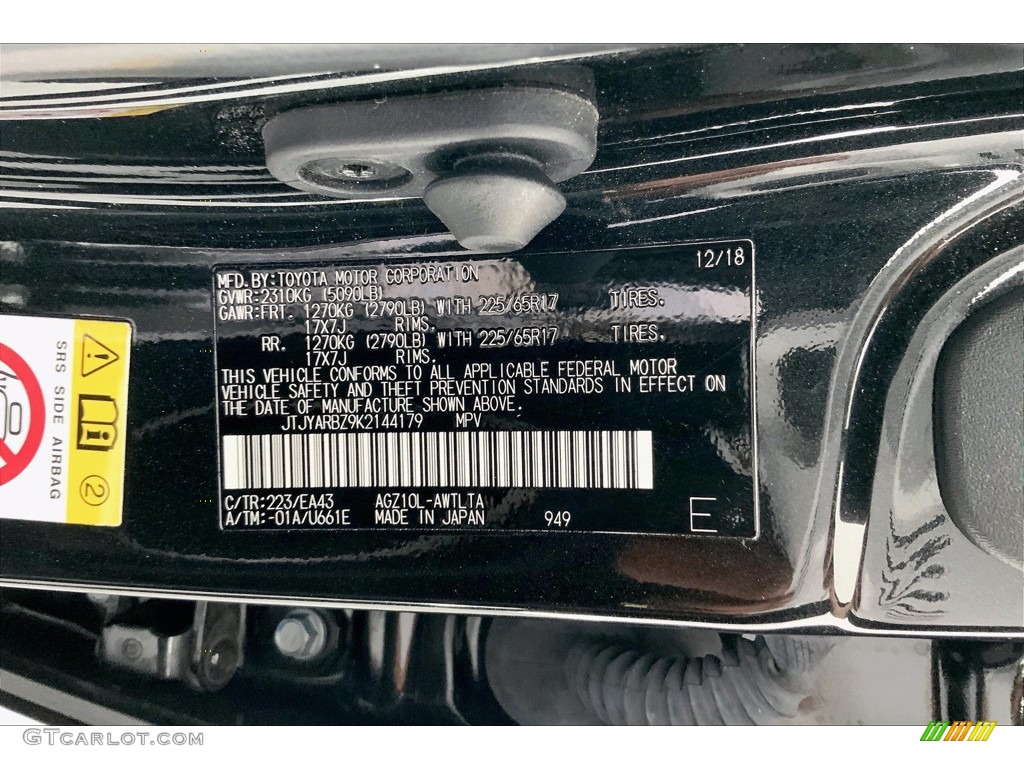 12/18
MFD.BY:TOYOTA MOTOR CORPORATION
GVWR:2310KG (5090LB)
GAWR:FRT. 1270KG (2790LB) WITH 225/65R17 TIRES.
17X7J RIMS.
RR. 1270KG (2790LB) WITH 225/65R17 TIRES.
17X7J RIMS.
THIS VEHICLE CONFORMS TO ALL APPLICABLE FEDERAL MOTOR
VEHICLE SAFETY AND THEFT PREVENTION STANDARDS IN EFFECT ON
THE DATE OF MANUFACTURE SHOWN ABOVE.
JTJYARBZ9K2144179 MPV
C/TR:223/EA43 AGZ10L-AWTLTA
A/TM:-01A/U661E MADE IN JAPAN 949 E
SRS SIDE AIRBAG
2
GTcarlot.com